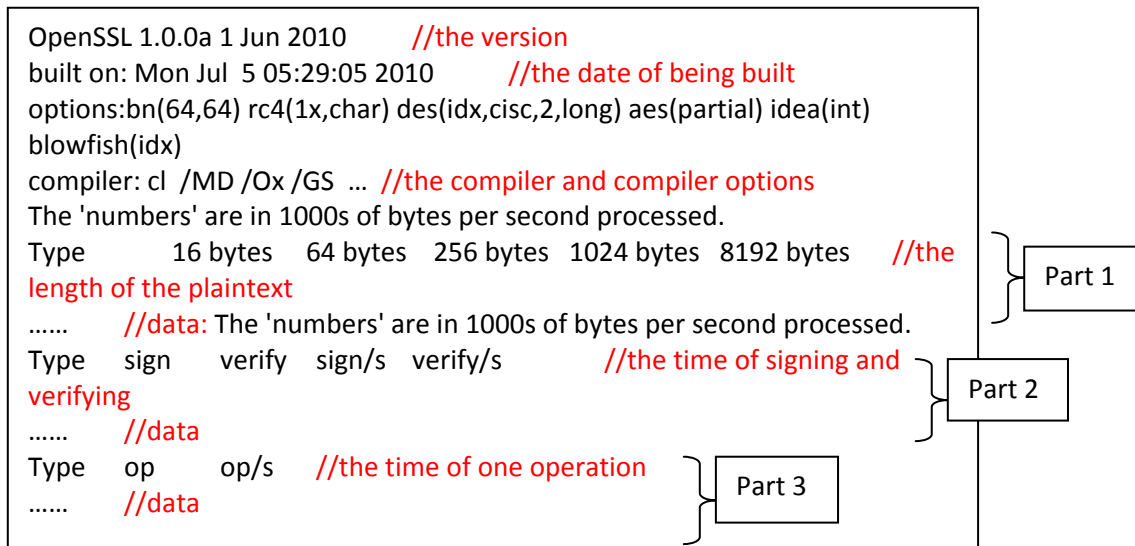 OpenSSL 1.0.0a 1 Jun 2010 //the version
built on: Mon Jul 5 05:29:05 2010 //the date of being built
options:bn(64,64) rc4(1x,char) des(idx,cisc,2,long) aes(partial) idea(int)
blowfish(idx)
compiler: cl /MD /Ox /GS … //the compiler and compiler options
The 'numbers' are in 1000s of bytes per second processed.
Type 16 bytes 64 bytes 256 bytes 1024 bytes 8192 bytes //the
length of the plaintext
Part 1
…… //data: The 'numbers' are in 1000s of bytes per second processed.
Type sign verify sign/s verify/s //the time of signing and
verifying
Part 2
…… //data
Type op op/s //the time of one operation
Part 3
…… //data